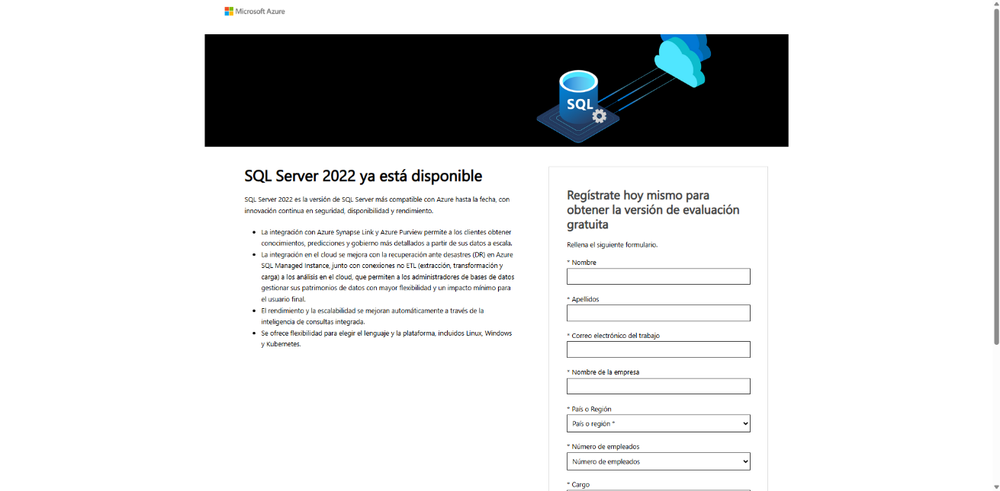 Microsoft Azure
SQL
SQL Server 2022 ya está disponible
SQL Server 2022 es la versión de SQL Server más compatible con Azure hasta la fecha, con
innovación continua en seguridad, disponibilidad y rendimiento.
• La integración con Azure Synapse Link y Azure Purview permite a los clientes obtener
conocimientos, predicciones y gobierno más detallados a partir de sus datos a escala.
• La integración en el cloud se mejora con la recuperación ante desastres (DR) en Azure
SQL Managed Instance, junto con conexiones no ETL (extracción, transformación y
carga) a los análisis en el cloud, que permiten a los administradores de bases de datos
gestionar sus patrimonios de datos con mayor flexibilidad y un impacto mínimo para
el usuario final.
• El rendimiento y la escalabilidad se mejoran automáticamente a través de la
inteligencia de consultas integrada.
• Se ofrece flexibilidad para elegir el lenguaje y la plataforma, incluidos Linux, Windows
y Kubernetes.
Regístrate hoy mismo para
obtener la versión de evaluación
gratuita
Rellena el siguiente formulario.
* Nombre
* Apellidos
* Correo electrónico del trabajo
* Nombre de la empresa
* País o Región
País o región *
* Número de empleados
Número de empleados
* Cargo